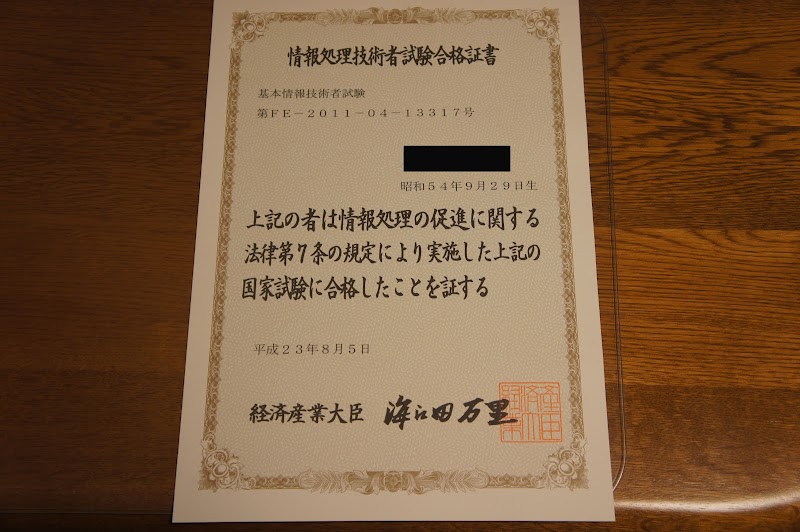 情報処理技術者試験合格証書
基本情報技術者試験
第ＦＥ－２０１１－０４－１３３１７号
昭和５４年９月２９日生
上記の者は情報処理の促進に関する
法律第７条の規定により実施した上記の
国家試験に合格したことを証する
平成２３年８月５日
経済産業大臣 海江田万里